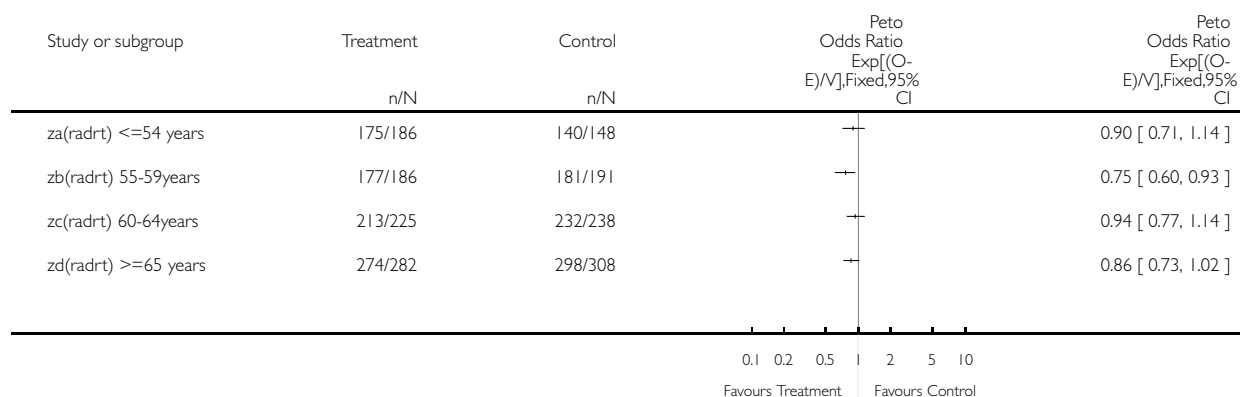 Study or subgroup Treatment Control Peto Odds Ratio Peto Odds Ratio
n/N n/N Exp[(O-E)/V],Fixed,95% CI Exp[(O-E)/V],Fixed,95% CI
za(radrt) <=54 years 175/186 140/148 0.90 [ 0.71, 1.14 ]
zb(radrt) 55-59years 177/186 181/191 0.75 [ 0.60, 0.93 ]
zc(radrt) 60-64years 213/225 232/238 0.94 [ 0.77, 1.14 ]
zd(radrt) >=65 years 274/282 298/308 0.86 [ 0.73, 1.02 ]
0.1 0.2 0.5 1 2 5 10
Favours Treatment Favours Control